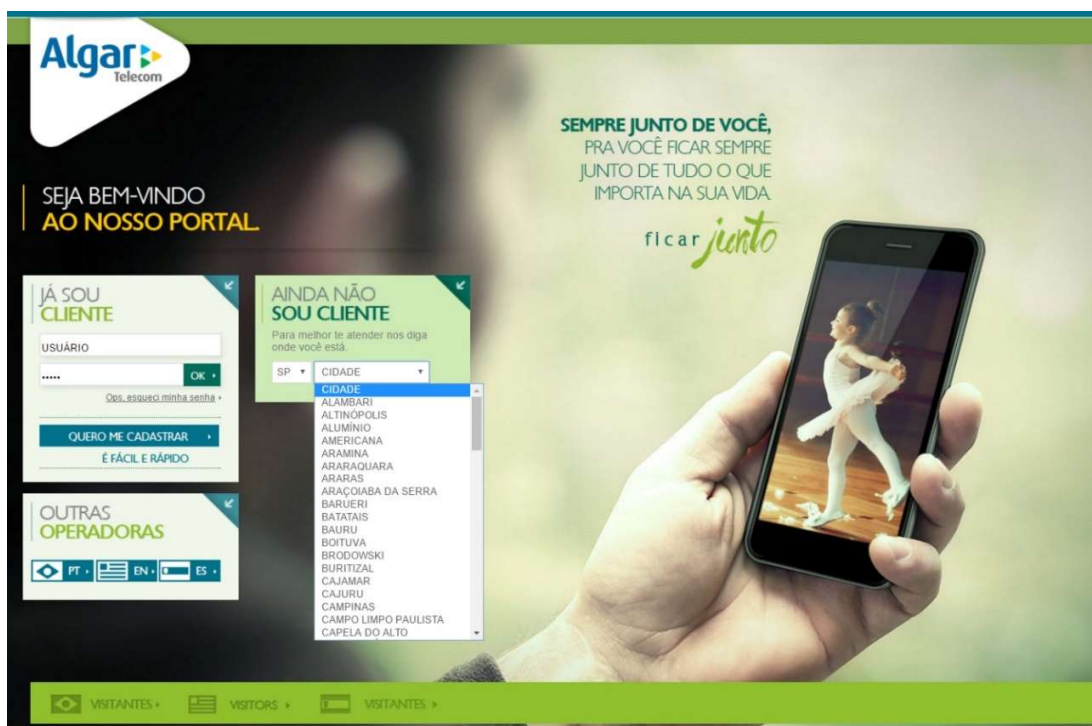 Algar
Telecom
SEMPRE JUNTO DE VOCÊ,
PRA VOCÊ FICAR SEMPRE
JUNTO DE TUDO O QUE
IMPORTA NA SUA VIDA.
ficar junto
SEJA BEM-VINDO
AO NOSSO PORTAL.
JÁ SOU
CLIENTE
USUÁRIO
•••••
OK
Ops, esqueci minha senha
QUERO ME CADASTRAR
É FÁCIL E RÁPIDO
AINDA NÃO
SOU CLIENTE
Para melhor te atender nos diga
onde você está.
SP CIDADE
CIDADE
ALAMBARI
ALTINÓPOLIS
ALUMÍNIO
AMERICANA
ARAMINA
ARARAQUARA
ARARAS
ARAÇOIABA DA SERRA
BARUERI
BATATAIS
BAURU
BOITUVA
BRODOWSKI
BURITIZAL
CAJAMAR
CAJURU
CAMPINAS
CAMPO LIMPO PAULISTA
CAPELA DO ALTO
OUTRAS
OPERADORAS
PT EN ES
VISITANTES VISITORS VISITANTES